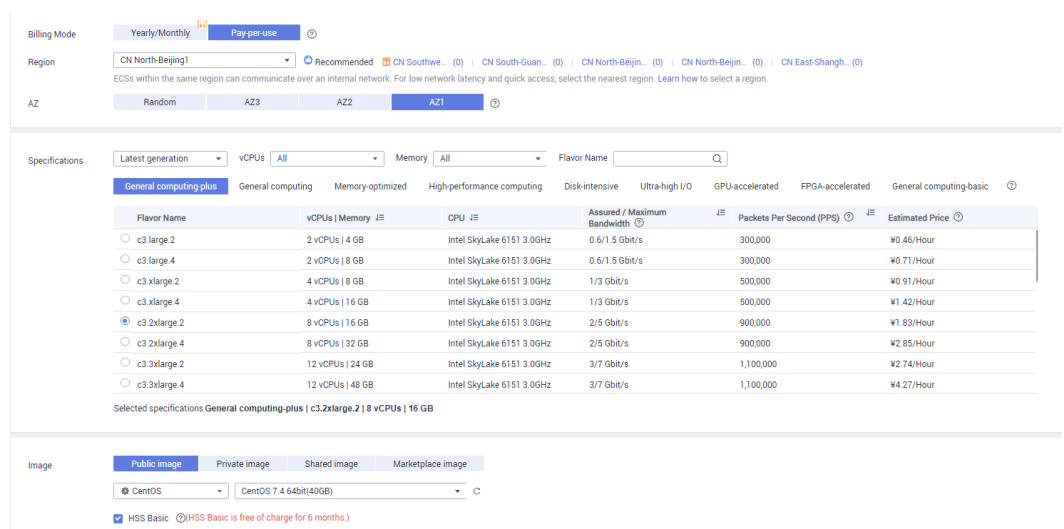 Billing Mode Yearly/Monthly Pay-per-use
Region CN North-Beijing1 Recommended CN Southwe... (0) | CN South-Guan... (0) | CN North-Beijin... (0) | CN North-Beijin... (0) | CN East-Shangh... (0)
ECSs within the same region can communicate over an internal network. For low network latency and quick access, select the nearest region. Learn how to select a region.
AZ Random AZ3 AZ2 AZ1
Specifications Latest generation vCPUs All Memory All Flavor Name
General computing-plus General computing Memory-optimized High-performance computing Disk-intensive Ultra-high I/O GPU-accelerated FPGA-accelerated General computing-basic
Flavor Name vCPUs | Memory CPU Assured / Maximum Bandwidth Packets Per Second (PPS) Estimated Price
c3.large.2 2 vCPUs | 4 GB Intel SkyLake 6151 3.0GHz 0.6/1.5 Gbit/s 300,000 ¥0.46/Hour
c3.large.4 2 vCPUs | 8 GB Intel SkyLake 6151 3.0GHz 0.6/1.5 Gbit/s 300,000 ¥0.71/Hour
c3.xlarge.2 4 vCPUs | 8 GB Intel SkyLake 6151 3.0GHz 1/3 Gbit/s 500,000 ¥0.91/Hour
c3.xlarge.4 4 vCPUs | 16 GB Intel SkyLake 6151 3.0GHz 1/3 Gbit/s 500,000 ¥1.42/Hour
c3.2xlarge.2 8 vCPUs | 16 GB Intel SkyLake 6151 3.0GHz 2/5 Gbit/s 900,000 ¥1.83/Hour
c3.2xlarge.4 8 vCPUs | 32 GB Intel SkyLake 6151 3.0GHz 2/5 Gbit/s 900,000 ¥2.85/Hour
c3.3xlarge.2 12 vCPUs | 24 GB Intel SkyLake 6151 3.0GHz 3/7 Gbit/s 1,100,000 ¥2.74/Hour
c3.3xlarge.4 12 vCPUs | 48 GB Intel SkyLake 6151 3.0GHz 3/7 Gbit/s 1,100,000 ¥4.27/Hour
Selected specifications General computing-plus | c3.2xlarge.2 | 8 vCPUs | 16 GB
Image Public image Private image Shared image Marketplace image
CentOS CentOS 7.4 64bit(40GB)
HSS Basic (HSS Basic is free of charge for 6 months.)